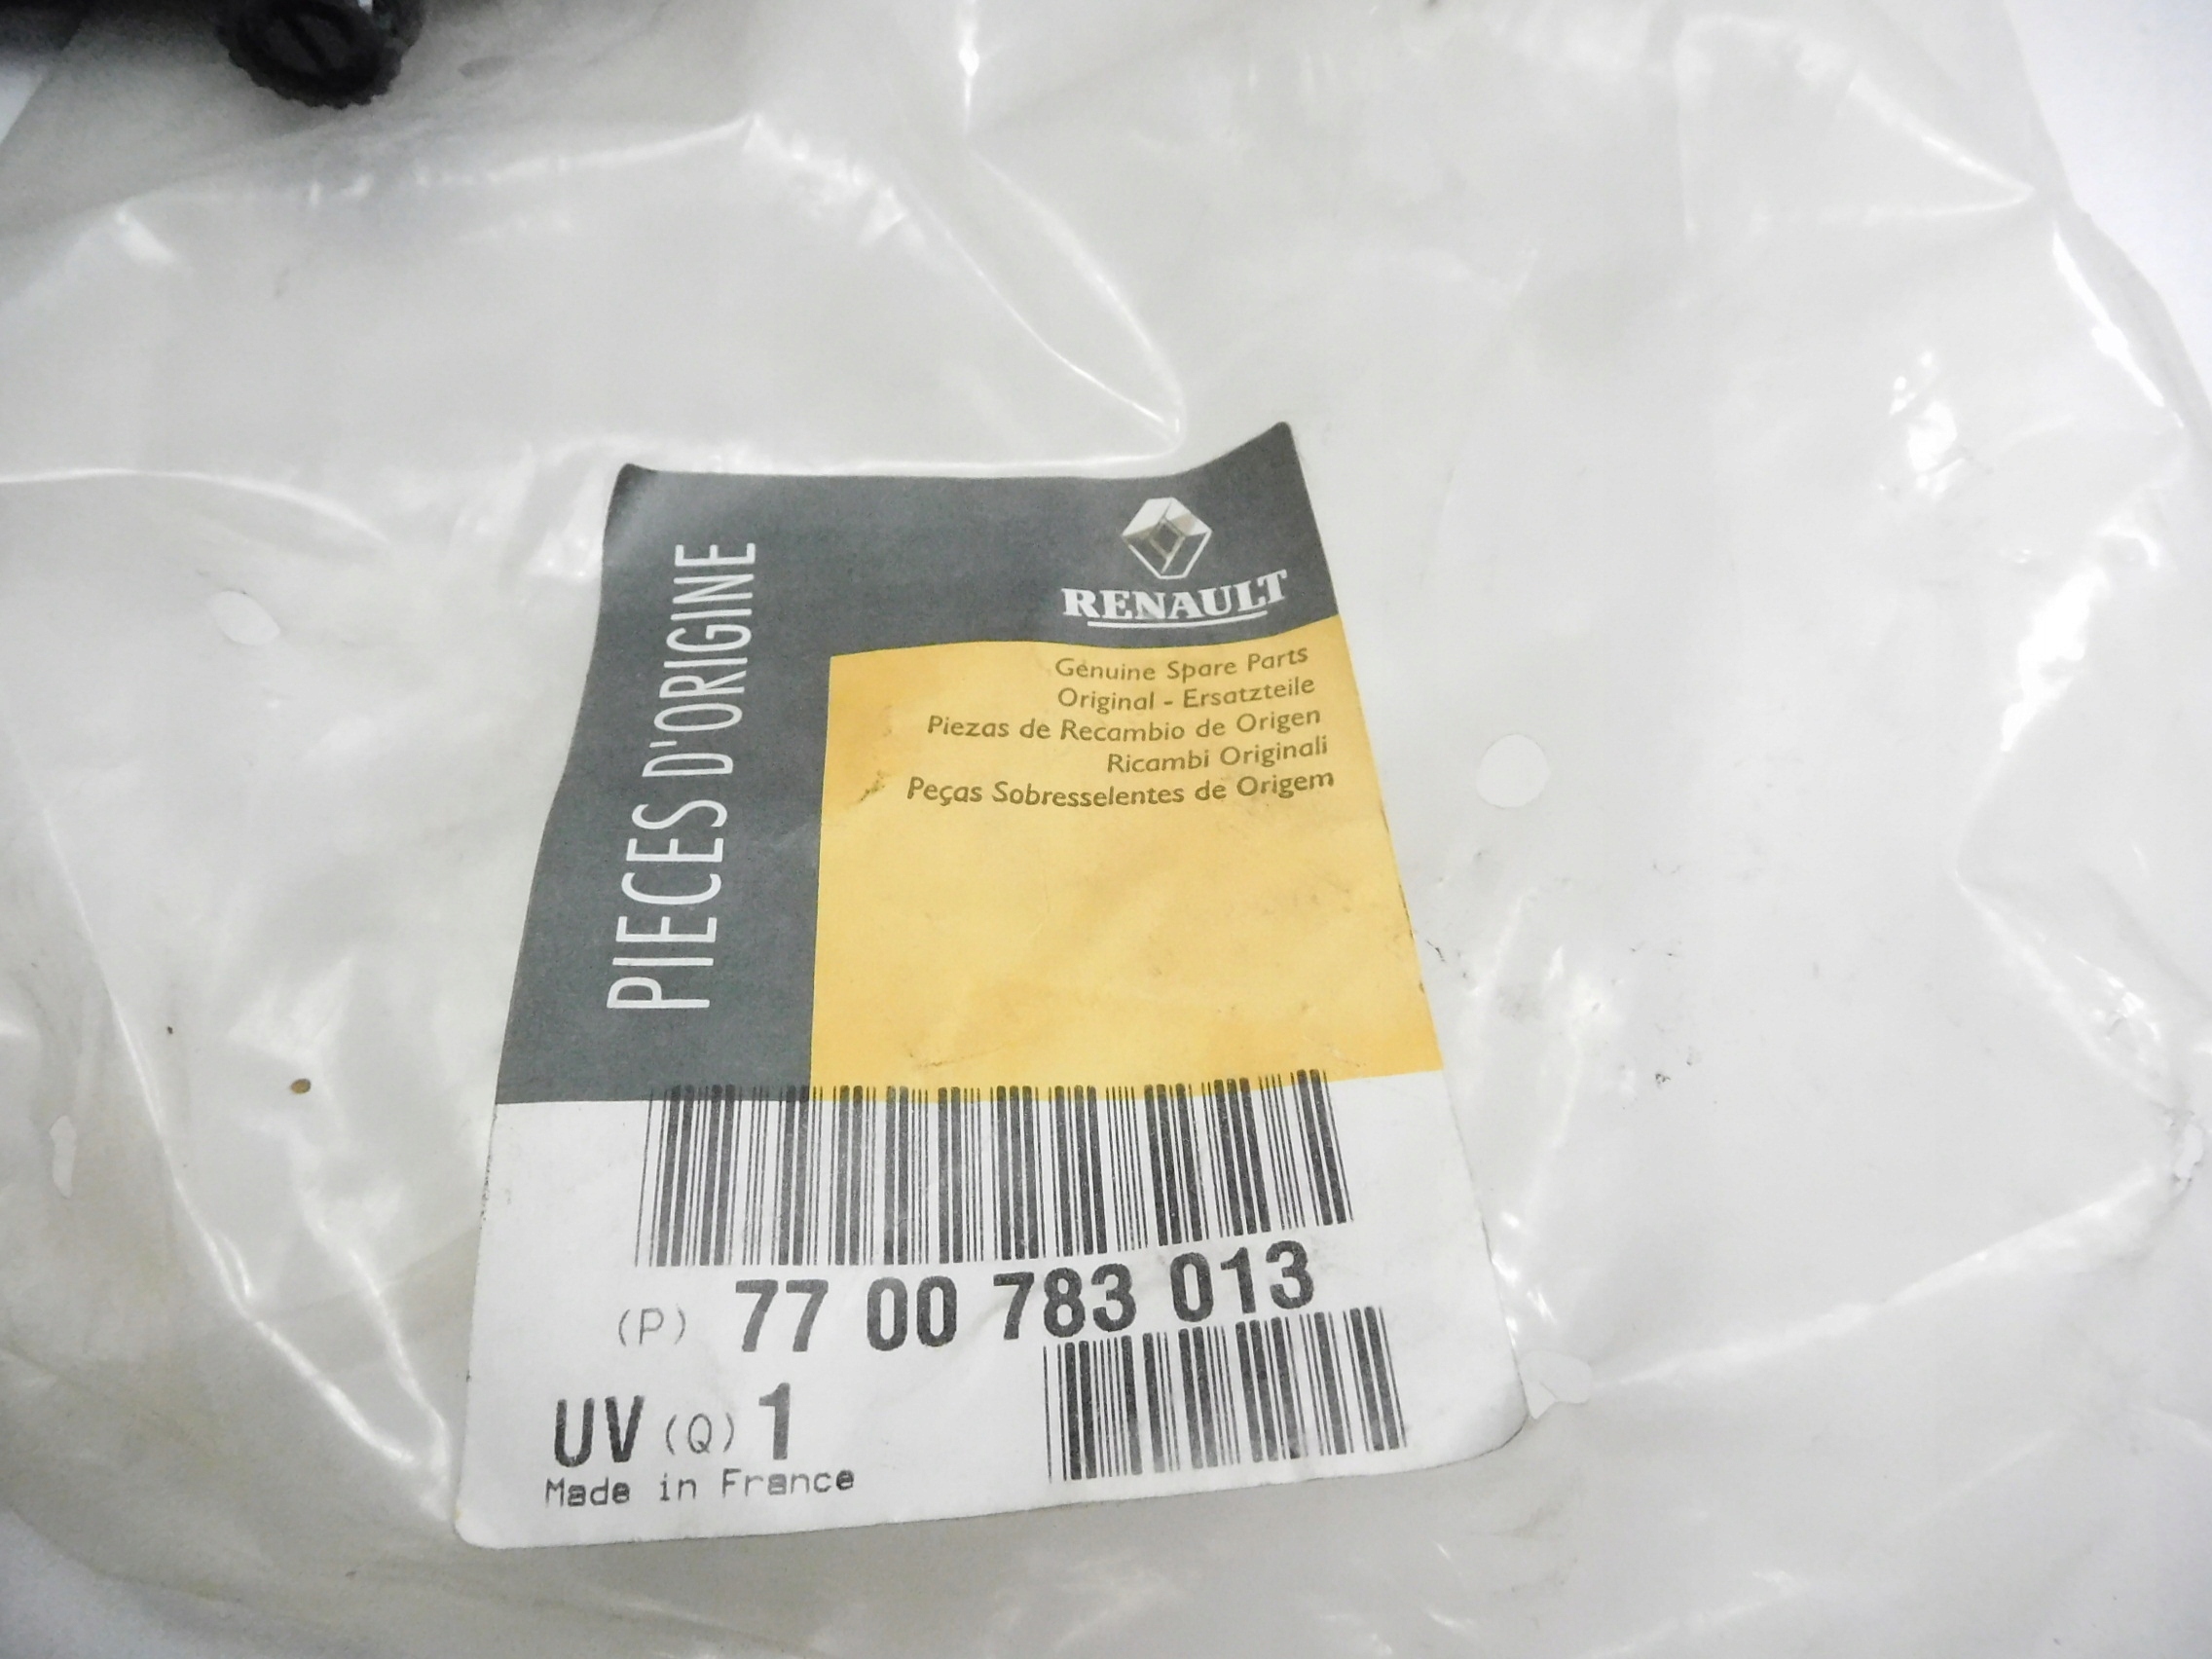 PIECES D'ORIGINE
RENAULT
Genuine Spare Parts
Original - Ersatzteile
Piezas de Recambio de Origen
Ricambi Originali
Peças Sobresselentes de Origem
(P) 77 00 783 013
UV (Q) 1
Made in France